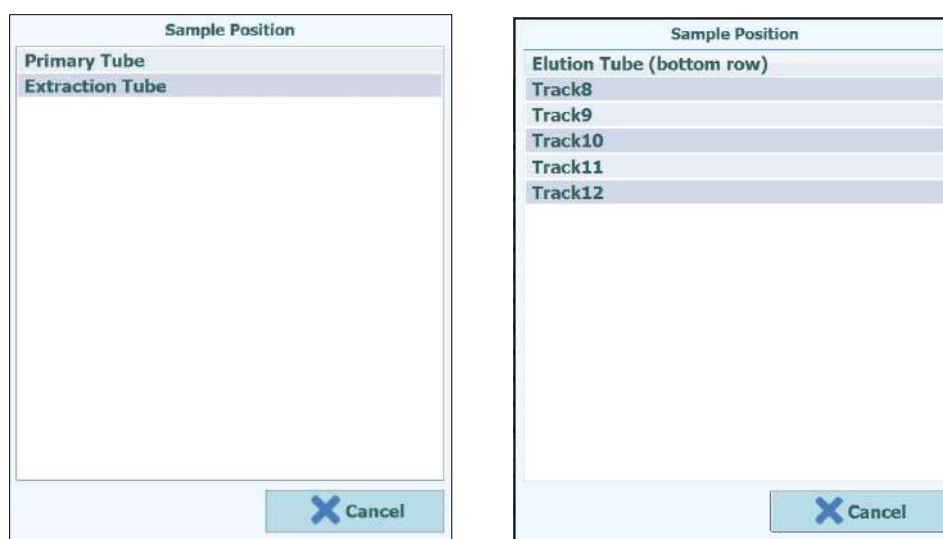 Sample Position
Primary Tube
Extraction Tube
Cancel
Sample Position
Elution Tube (bottom row)
Track8
Track9
Track10
Track11
Track12
Cancel